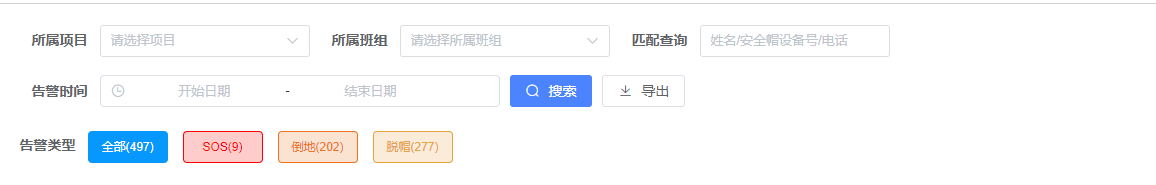 所属项目 请选择项目 所属班组 请选择所属班组 匹配查询 姓名/安全帽设备号/电话
告警时间 开始日期 - 结束日期 搜索 导出
告警类型 全部(497) SOS(9) 倒地(202) 脱帽(277)